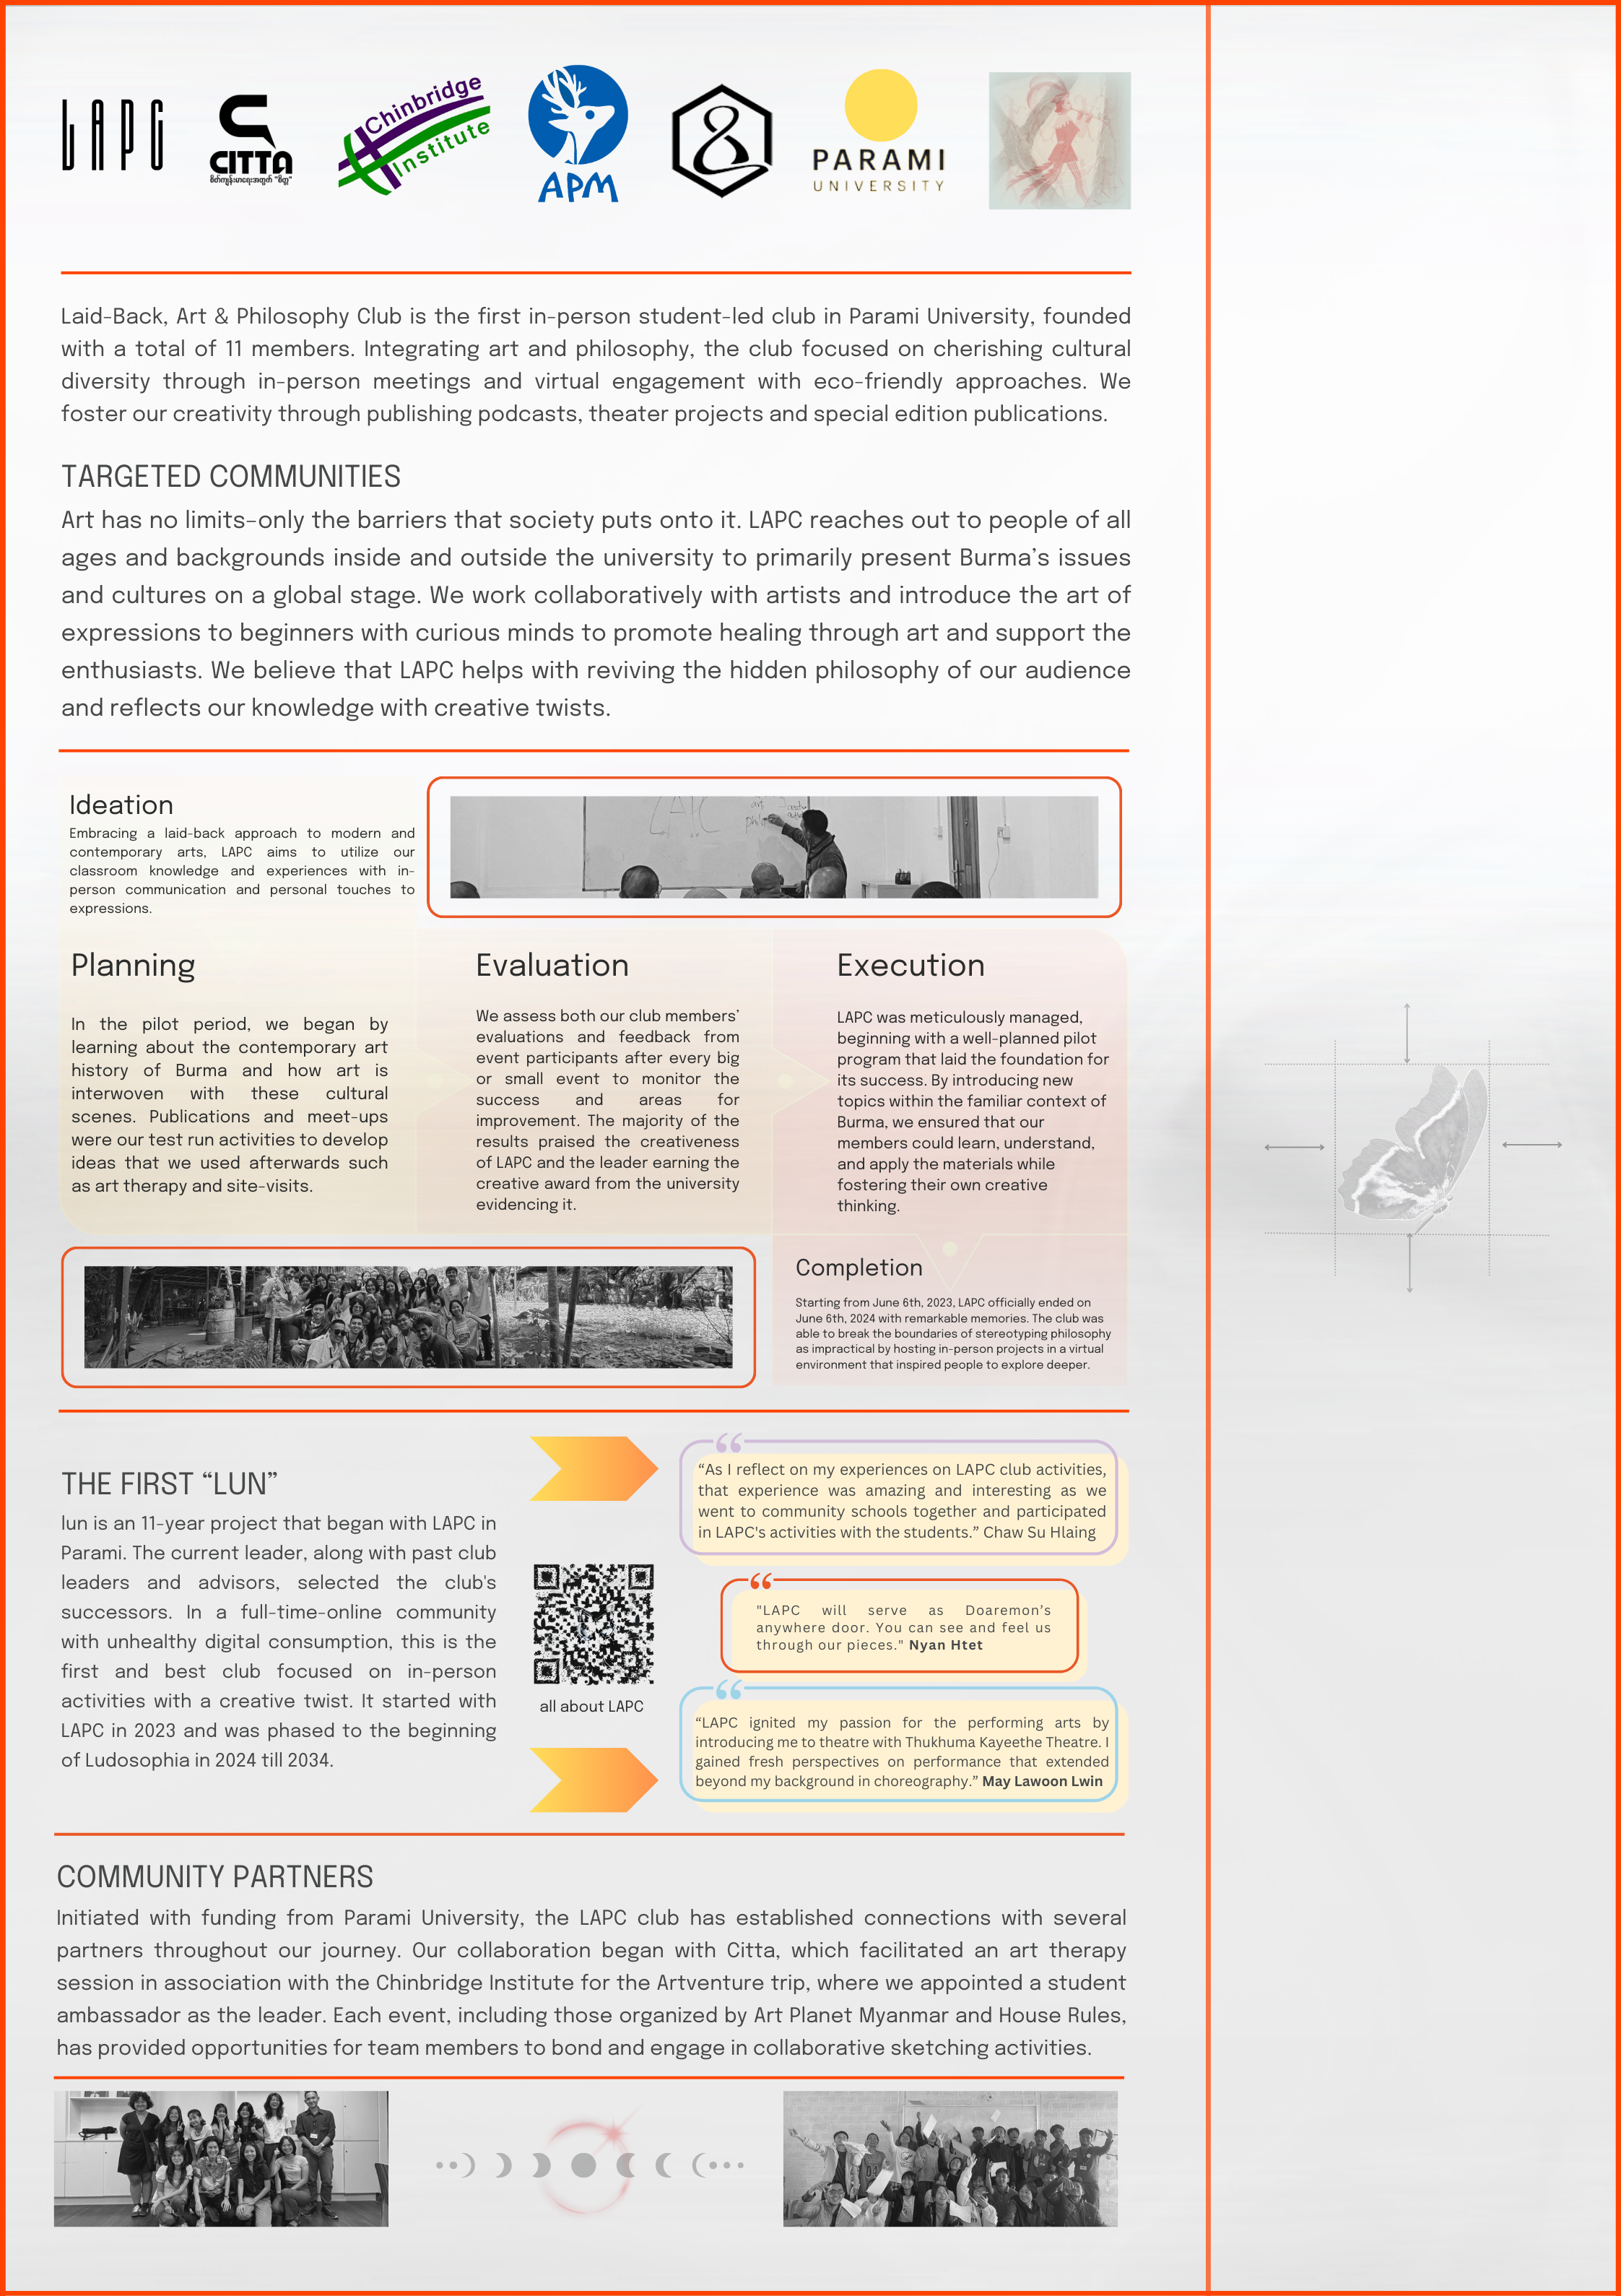 LAPC
CITTA
စိတ်ကျန်းမာရေးအတွက် "စိတ္တ"
Chinbridge
Institute
APM
PARAMI
UNIVERSITY
Laid-Back, Art & Philosophy Club is the first in-person student-led club in Parami University, founded
with a total of 11 members. Integrating art and philosophy, the club focused on cherishing cultural
diversity through in-person meetings and virtual engagement with eco-friendly approaches. We
foster our creativity through publishing podcasts, theater projects and special edition publications.
TARGETED COMMUNITIES
Art has no limits–only the barriers that society puts onto it. LAPC reaches out to people of all
ages and backgrounds inside and outside the university to primarily present Burma's issues
and cultures on a global stage. We work collaboratively with artists and introduce the art of
expressions to beginners with curious minds to promote healing through art and support the
enthusiasts. We believe that LAPC helps with reviving the hidden philosophy of our audience
and reflects our knowledge with creative twists.
Ideation
Embracing a laid-back approach to modern and
contemporary arts, LAPC aims to utilize our
classroom knowledge and experiences with in-
person communication and personal touches to
expressions.
LAPC
art
Planning
In the pilot period, we began by
learning about the contemporary art
history of Burma and how art is
interwoven with these cultural
scenes. Publications and meet-ups
were our test run activities to develop
ideas that we used afterwards such
as art therapy and site-visits.
Evaluation
We assess both our club members'
evaluations and feedback from
event participants after every big
or small event to monitor the
success and areas for
improvement. The majority of the
results praised the creativeness
of LAPC and the leader earning the
creative award from the university
evidencing it.
Execution
LAPC was meticulously managed,
beginning with a well-planned pilot
program that laid the foundation for
its success. By introducing new
topics within the familiar context of
Burma, we ensured that our
members could learn, understand,
and apply the materials while
fostering their own creative
thinking.
Completion
Starting from June 6th, 2023, LAPC officially ended on
June 6th, 2024 with remarkable memories. The club was
able to break the boundaries of stereotyping philosophy
as impractical by hosting in-person projects in a virtual
environment that inspired people to explore deeper.
THE FIRST “LUN”
lun is an 11-year project that began with LAPC in
Parami. The current leader, along with past club
leaders and advisors, selected the club's
successors. In a full-time-online community
with unhealthy digital consumption, this is the
first and best club focused on in-person
activities with a creative twist. It started with
LAPC in 2023 and was phased to the beginning
of Ludosophia in 2024 till 2034.
all about LAPC
“As I reflect on my experiences on LAPC club activities,
that experience was amazing and interesting as we
went to community schools together and participated
in LAPC's activities with the students.” Chaw Su Hlaing
"LAPC will serve as Doaremon's
anywhere door. You can see and feel us
through our pieces." Nyan Htet
“LAPC ignited my passion for the performing arts by
introducing me to theatre with Thukhuma Kayeethe Theatre. I
gained fresh perspectives on performance that extended
beyond my background in choreography.” May Lawoon Lwin
COMMUNITY PARTNERS
Initiated with funding from Parami University, the LAPC club has established connections with several
partners throughout our journey. Our collaboration began with Citta, which facilitated an art therapy
session in association with the Chinbridge Institute for the Artventure trip, where we appointed a student
ambassador as the leader. Each event, including those organized by Art Planet Myanmar and House Rules,
has provided opportunities for team members to bond and engage in collaborative sketching activities.